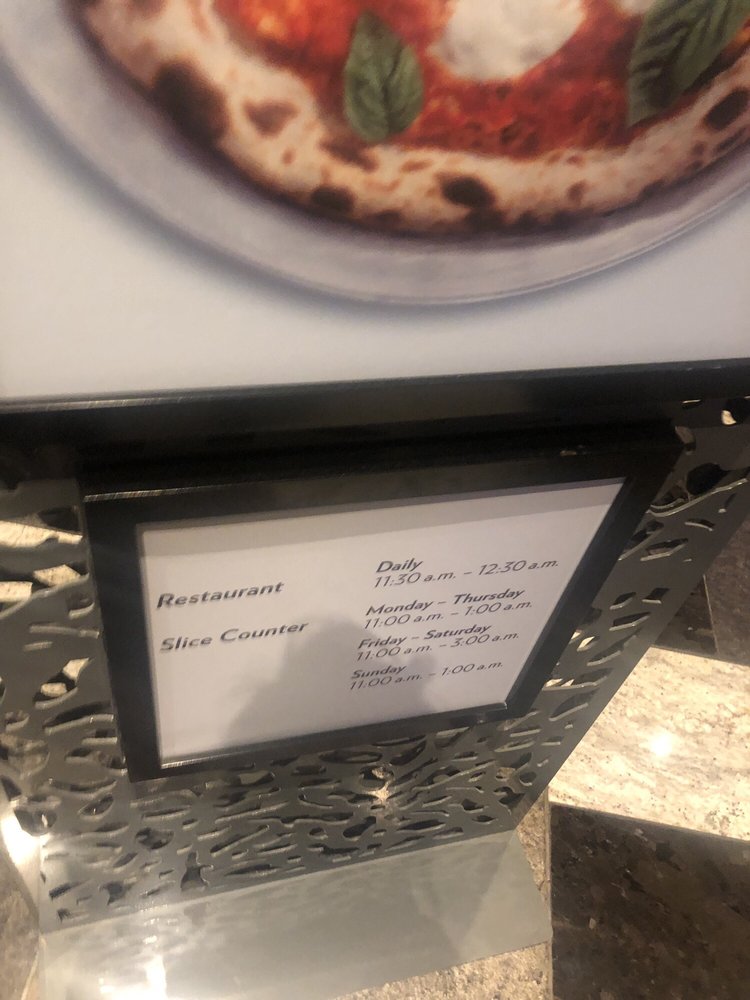 Restaurant
Daily
11:30 a.m. – 12:30 a.m.
Slice Counter
Monday – Thursday
11:00 a.m. – 1:00 a.m.
Friday – Saturday
11:00 a.m. – 3:00 a.m.
Sunday
11:00 a.m. – 1:00 a.m.